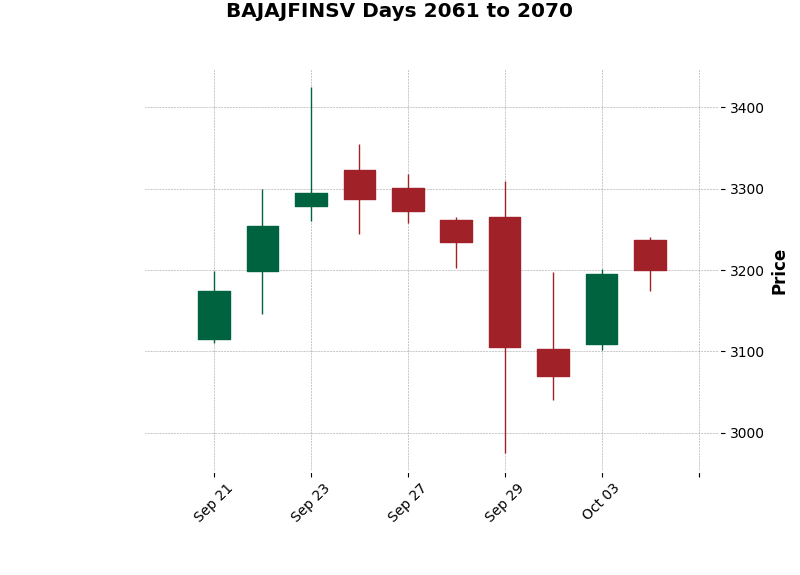 BAJAJFINSV Days 2061 to 2070
3400
3300
3200
3100
3000
Price
Sep 21
Sep 23
Sep 27
Sep 29
Oct 03